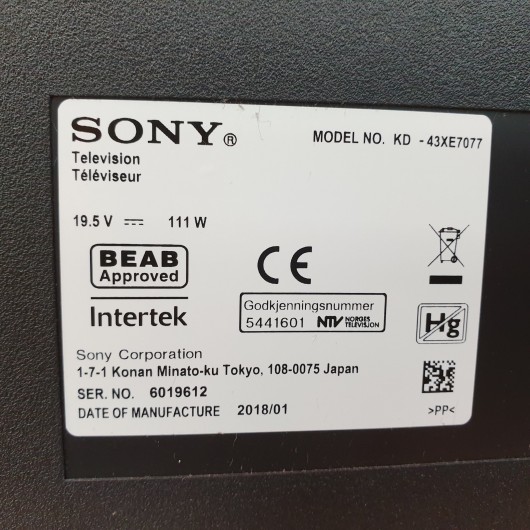 SONY®
MODEL NO. KD - 43XE7077
Television
Téléviseur
19.5 V 111 W
BEAB
Approved
CE
Intertek
Godkjenningsnummer
5441601 NTV NORGES TELEVISJON
Hg
Sony Corporation
1-7-1 Konan Minato-ku Tokyo, 108-0075 Japan
SER. NO. 6019612
DATE OF MANUFACTURE 2018/01
>PP<